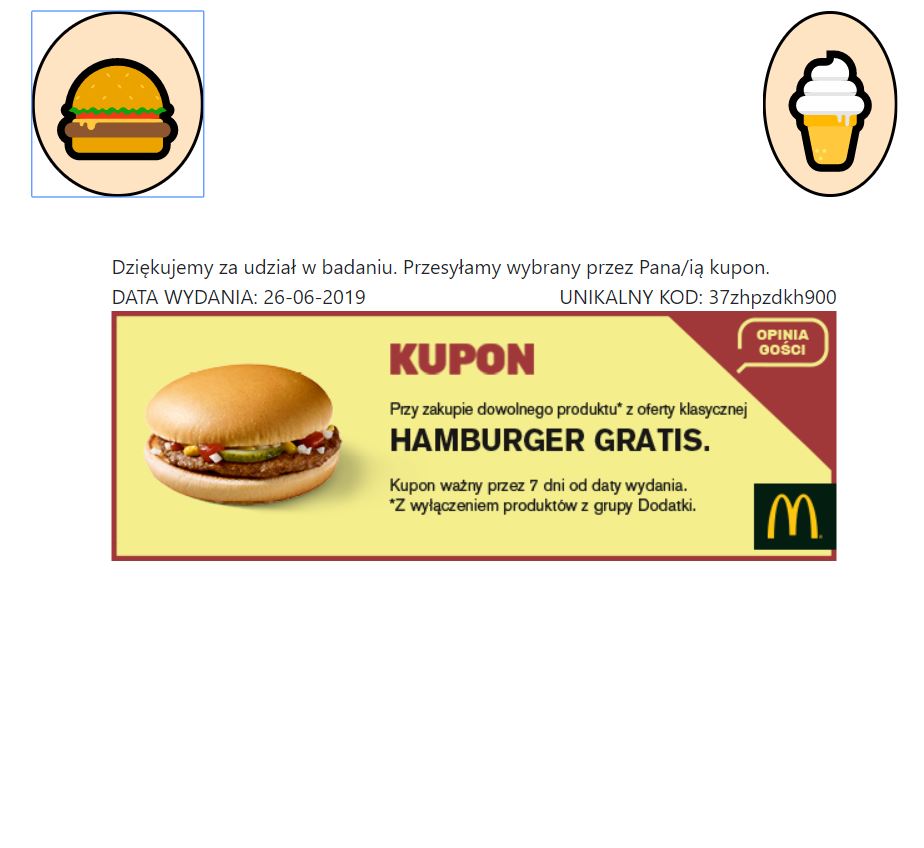 Dziękujemy za udział w badaniu. Przesyłamy wybrany przez Pana/ią kupon.
DATA WYDANIA: 26-06-2019 UNIKALNY KOD: 37zhpzdkh900
OPINIA
GOŚCI
KUPON
Przy zakupie dowolnego produktu* z oferty klasycznej
HAMBURGER GRATIS.
Kupon ważny przez 7 dni od daty wydania.
*Z wyłączeniem produktów z grupy Dodatki.